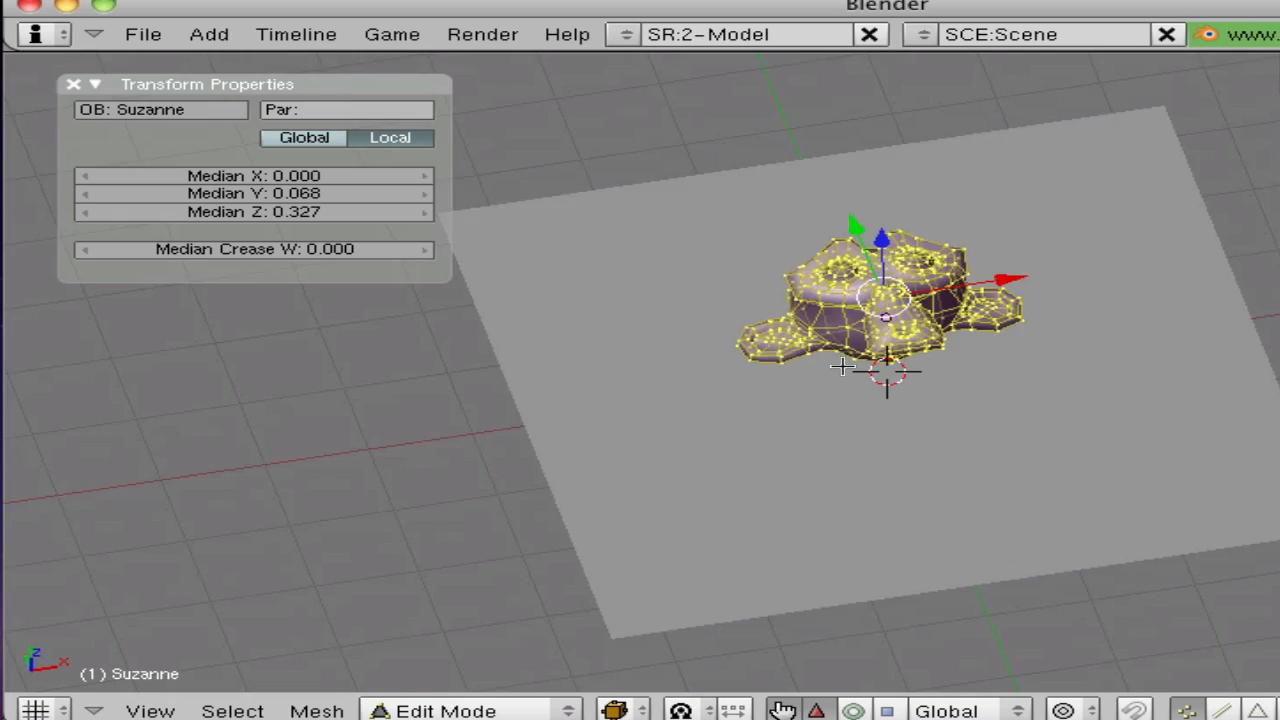 Blender
File Add Timeline Game Render Help SR:2-Model SCE:Scene www.
Transform Properties
OB: Suzanne Par:
Global Local
Median X: 0.000
Median Y: 0.068
Median Z: 0.327
Median Crease W: 0.000
z
x
(1) Suzanne
View Select Mesh Edit Mode Global